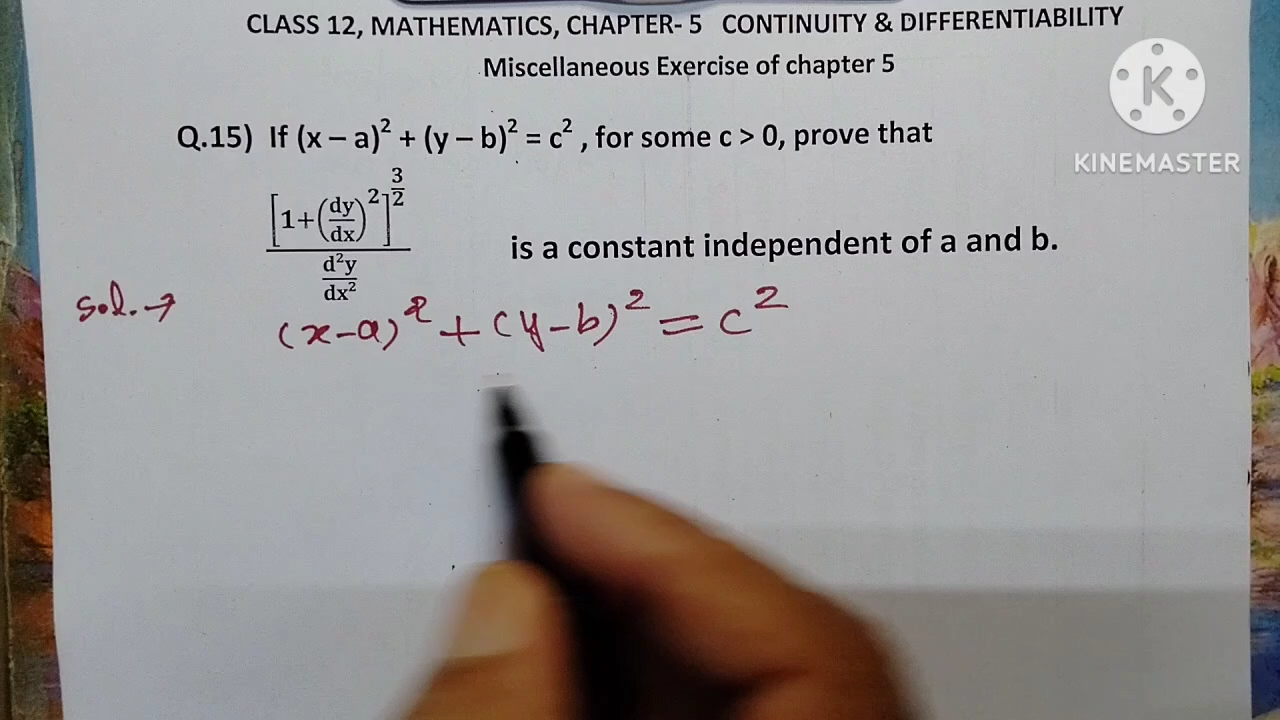 CLASS 12, MATHEMATICS, CHAPTER- 5 CONTINUITY & DIFFERENTIABILITY
Miscellaneous Exercise of chapter 5
K
KINEMASTER
Q.15) If (x – a)² + (y – b)² = c² , for some c > 0, prove that
[1+(dy/dx)²]^(3/2) / (d²y/dx²) is a constant independent of a and b.
Sol. → (x-a)² + (y-b)² = c²